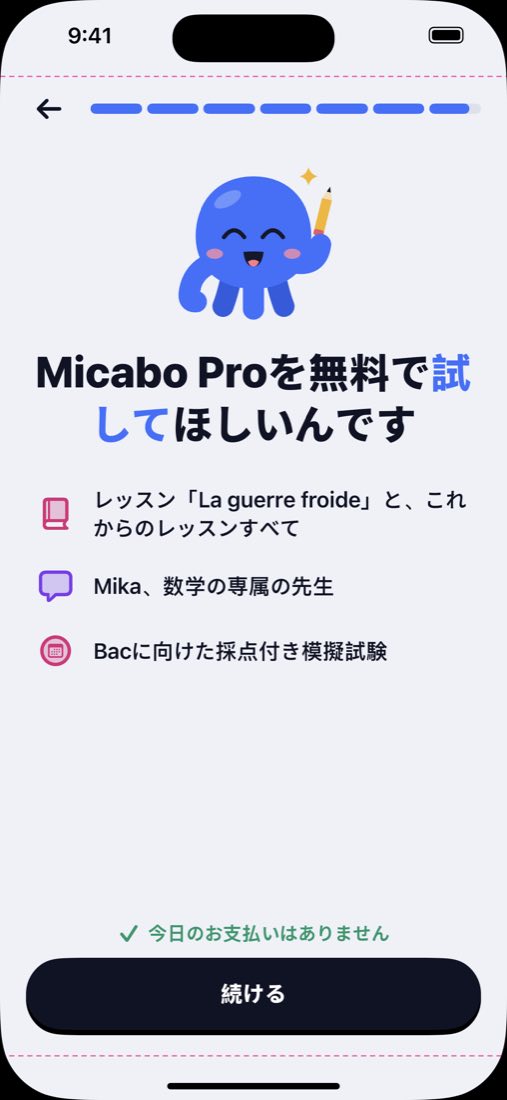 9:41
Micabo Proを無料で試
してほしいんです
レッスン「La guerre froide」と、これ
からのレッスンすべて
Mika、数学の専属の先生
Bacに向けた採点付き模擬試験
今日のお支払いはありません
続ける